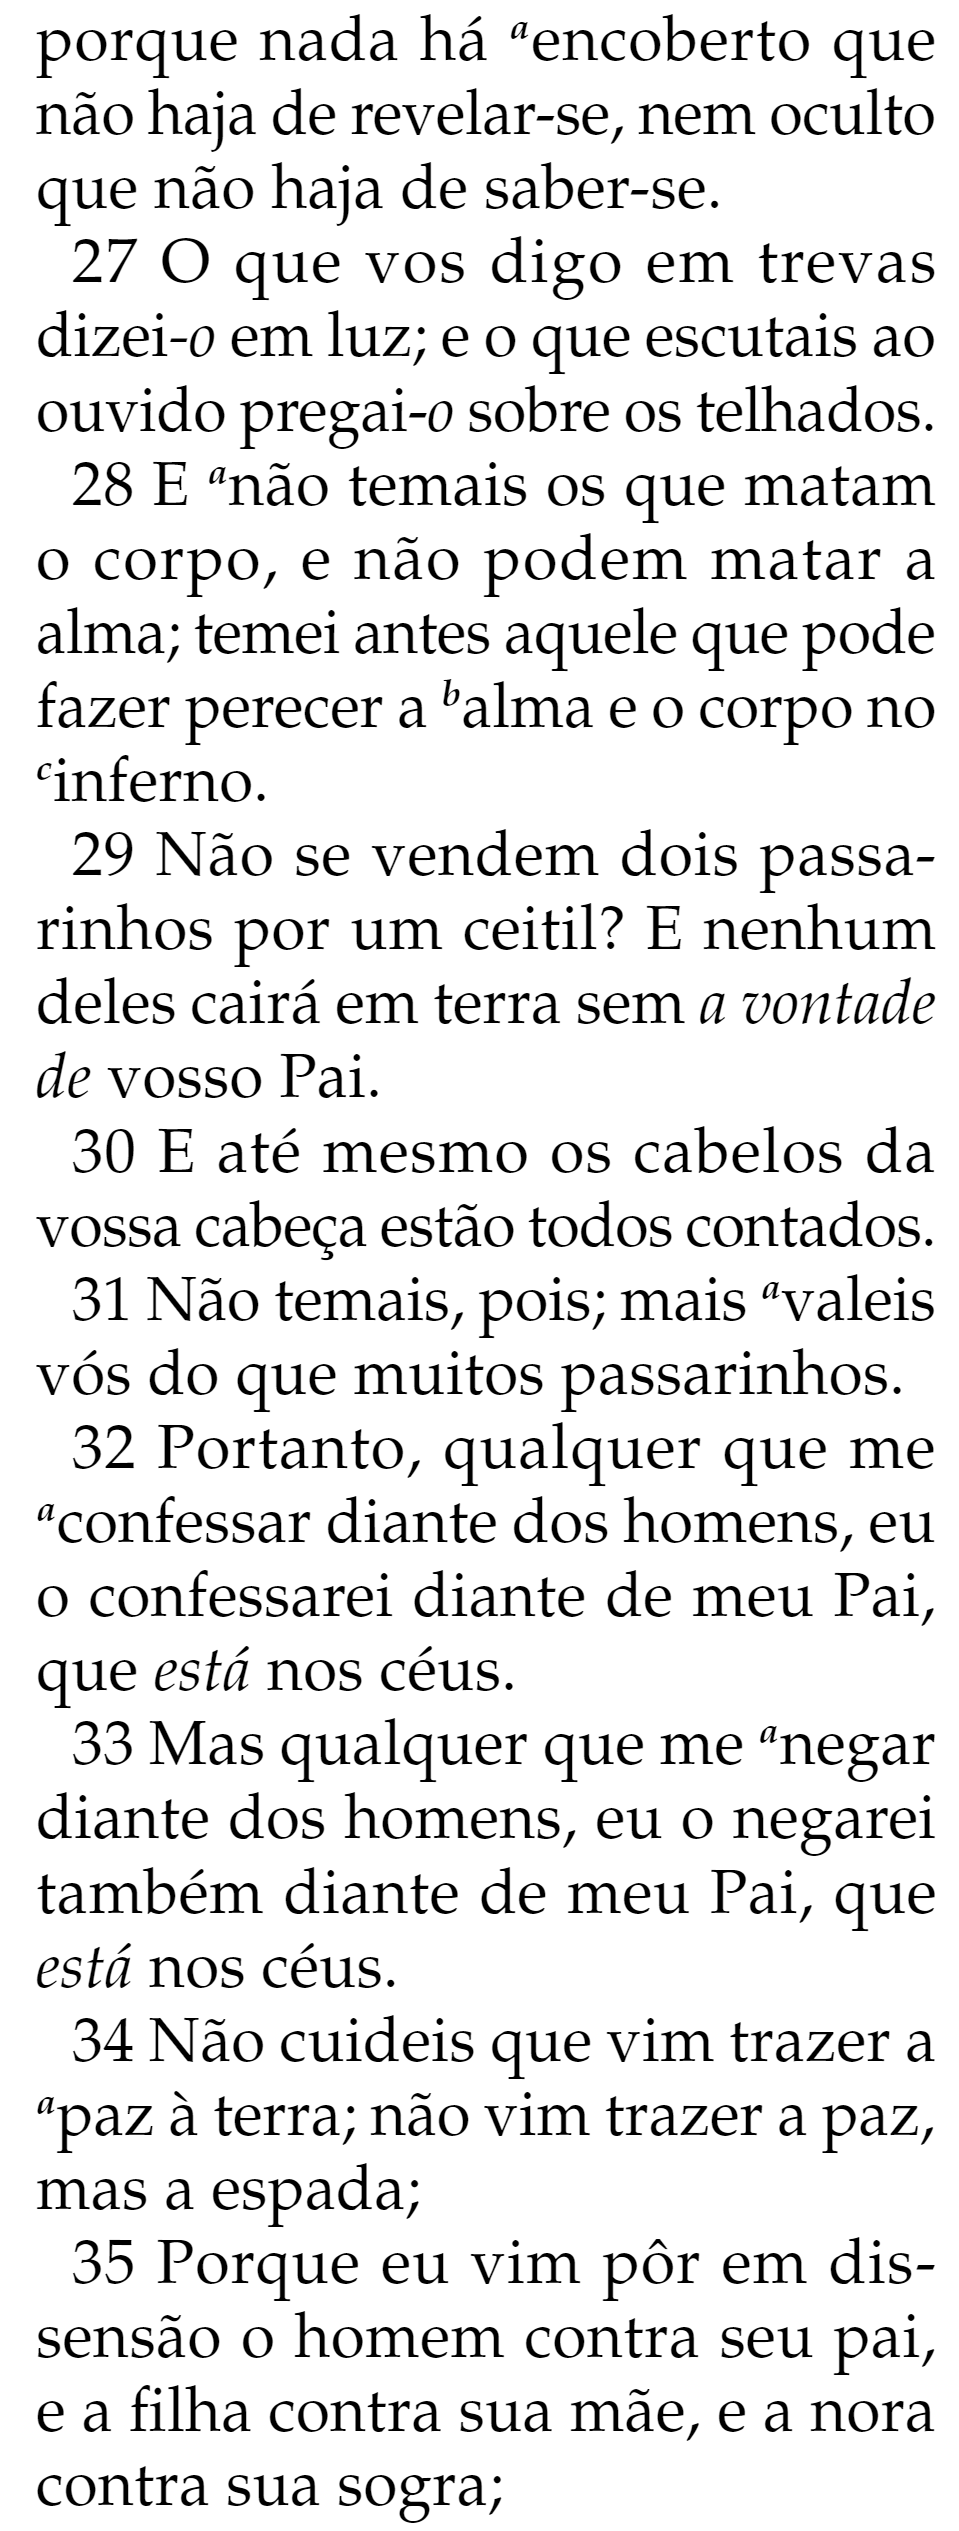 porque nada há ᵃencoberto que
não haja de revelar-se, nem oculto
que não haja de saber-se.
27 O que vos digo em trevas
dizei-o em luz; e o que escutais ao
ouvido pregai-o sobre os telhados.
28 E ᵃnão temais os que matam
o corpo, e não podem matar a
alma; temei antes aquele que pode
fazer perecer a ᵇalma e o corpo no
ᶜinferno.
29 Não se vendem dois passa-
rinhos por um ceitil? E nenhum
deles cairá em terra sem a vontade
de vosso Pai.
30 E até mesmo os cabelos da
vossa cabeça estão todos contados.
31 Não temais, pois; mais ᵃvaleis
vós do que muitos passarinhos.
32 Portanto, qualquer que me
ᵃconfessar diante dos homens, eu
o confessarei diante de meu Pai,
que está nos céus.
33 Mas qualquer que me ᵃnegar
diante dos homens, eu o negarei
também diante de meu Pai, que
está nos céus.
34 Não cuideis que vim trazer a
ᵃpaz à terra; não vim trazer a paz,
mas a espada;
35 Porque eu vim pôr em dis-
sensão o homem contra seu pai,
e a filha contra sua mãe, e a nora
contra sua sogra;